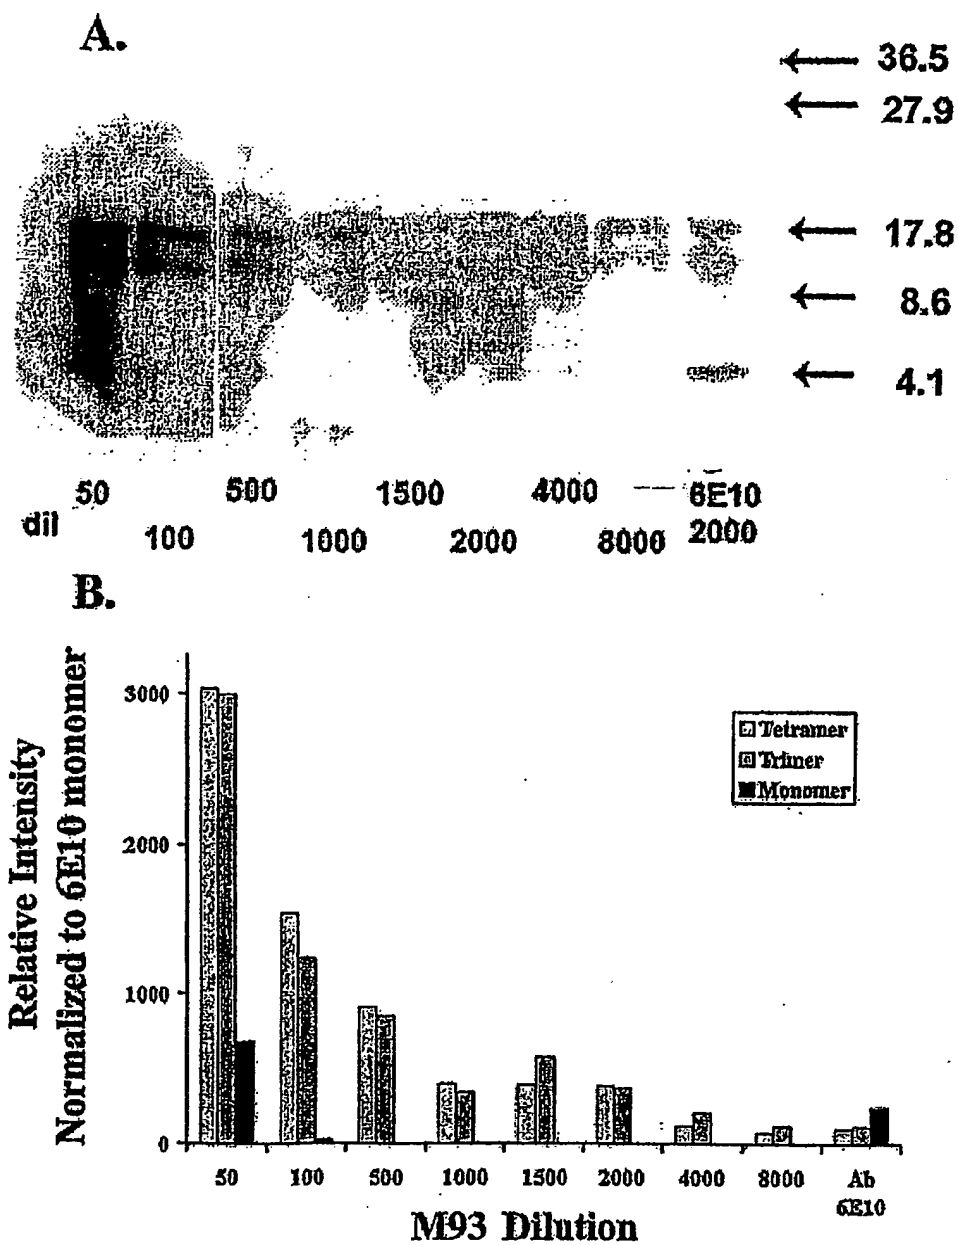 A.
36.5
27.9
17.8
8.6
4.1
50 500 1500 4000 6E10
dil 100 1000 2000 8000 2000
B.
Relative Intensity
Normalized to 6E10 monomer
3000
2000
1000
0
Tetramer
Trimer
Monomer
50 100 500 1000 1500 2000 4000 8000 Ab
6E10
M93 Dilution